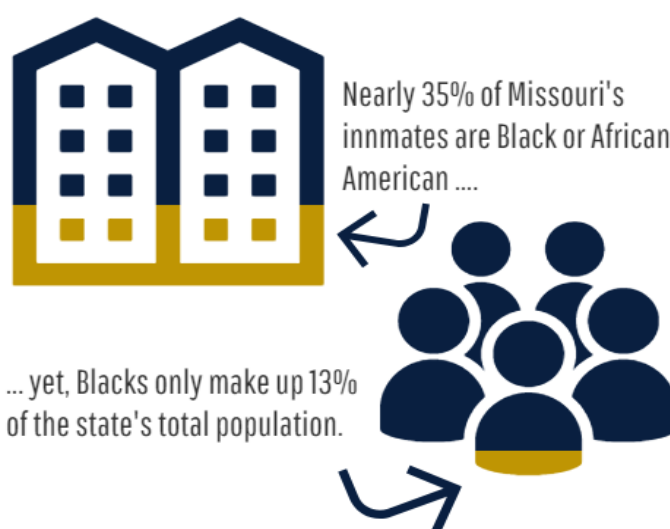 Nearly 35% of Missouri's
innmates are Black or African
American ....
... yet, Blacks only make up 13%
of the state's total population.